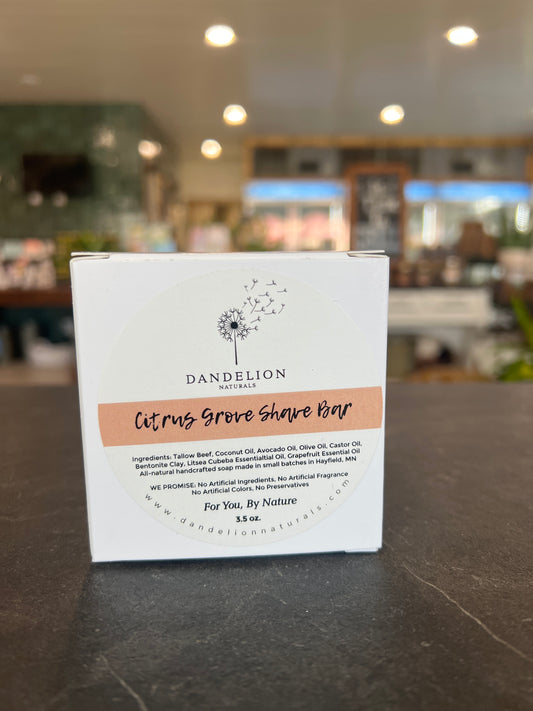 DANDELION
NATURALS
Citrus Grove Shave Bar
Ingredients: Tallow Beef, Coconut Oil, Avocado Oil, Olive Oil, Castor Oil,
Bentonite Clay, Litsea Cubeba Essentialtial Oil, Grapefruit Essential Oil
All-natural handcrafted soap made in small batches in Hayfield, MN
WE PROMISE: No Artificial Ingredients, No Artificial Fragrance
No Artificial Colors, No Preservatives
For You, By Nature
3.5 oz.
www.dandelionnaturals.com